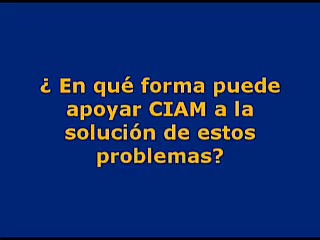 ¿ En qué forma puede
apoyar CIAM a la
solución de estos
problemas?